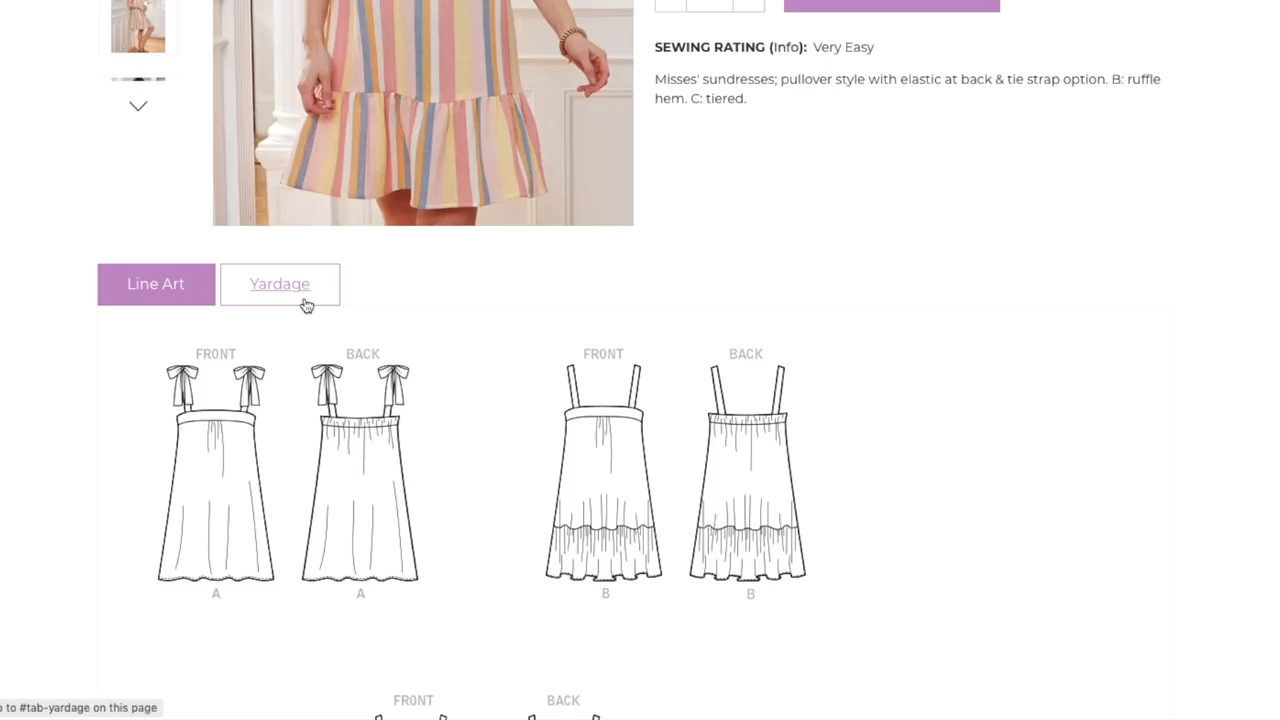 SEWING RATING (Info): Very Easy
Misses' sundresses; pullover style with elastic at back & tie strap option. B: ruffle
hem. C: tiered.
Line Art
Yardage
FRONT
BACK
FRONT
BACK
A
A
B
B
FRONT
BACK
to #tab-yardage on this page